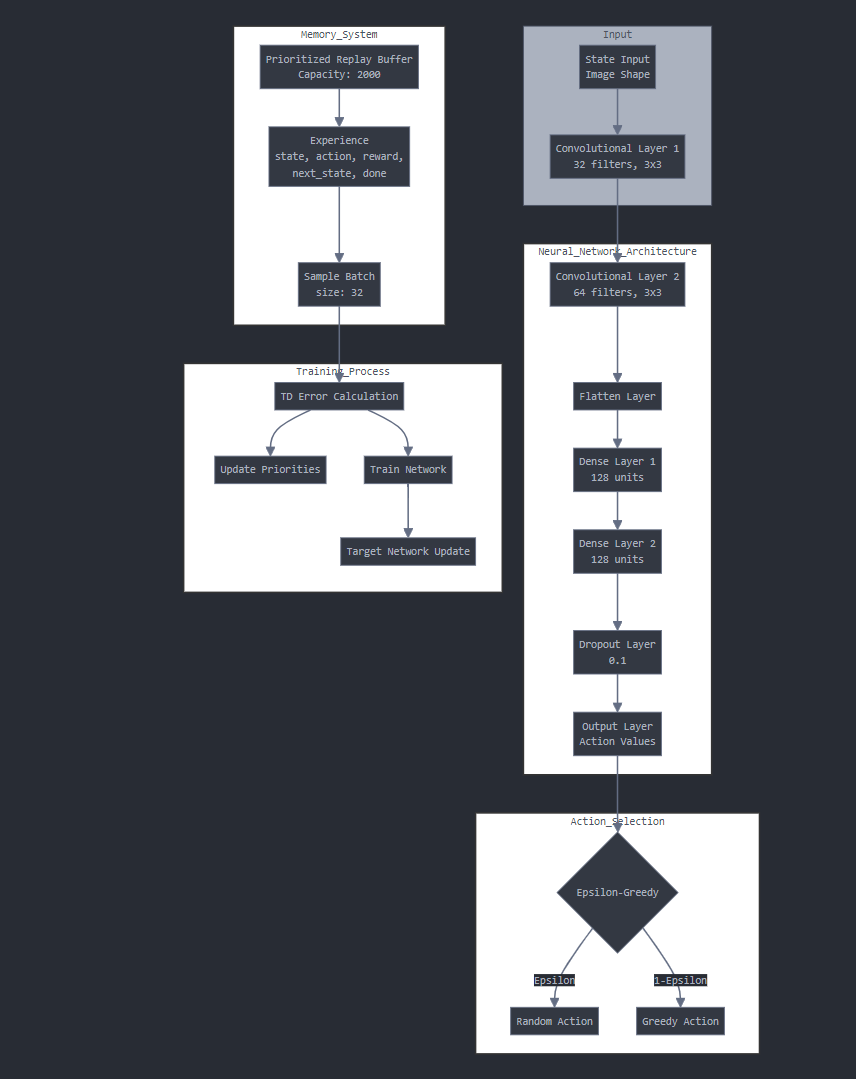 Memory_System
Prioritized Replay Buffer
Capacity: 2000
Experience
state, action, reward,
next_state, done
Sample Batch
size: 32
Training_Process
TD Error Calculation
Update Priorities
Train Network
Target Network Update
Input
State Input
Image Shape
Convolutional Layer 1
32 filters, 3x3
Neural_Network_Architecture
Convolutional Layer 2
64 filters, 3x3
Flatten Layer
Dense Layer 1
128 units
Dense Layer 2
128 units
Dropout Layer
0.1
Output Layer
Action Values
Action_Selection
Epsilon-Greedy
Epsilon
1-Epsilon
Random Action
Greedy Action